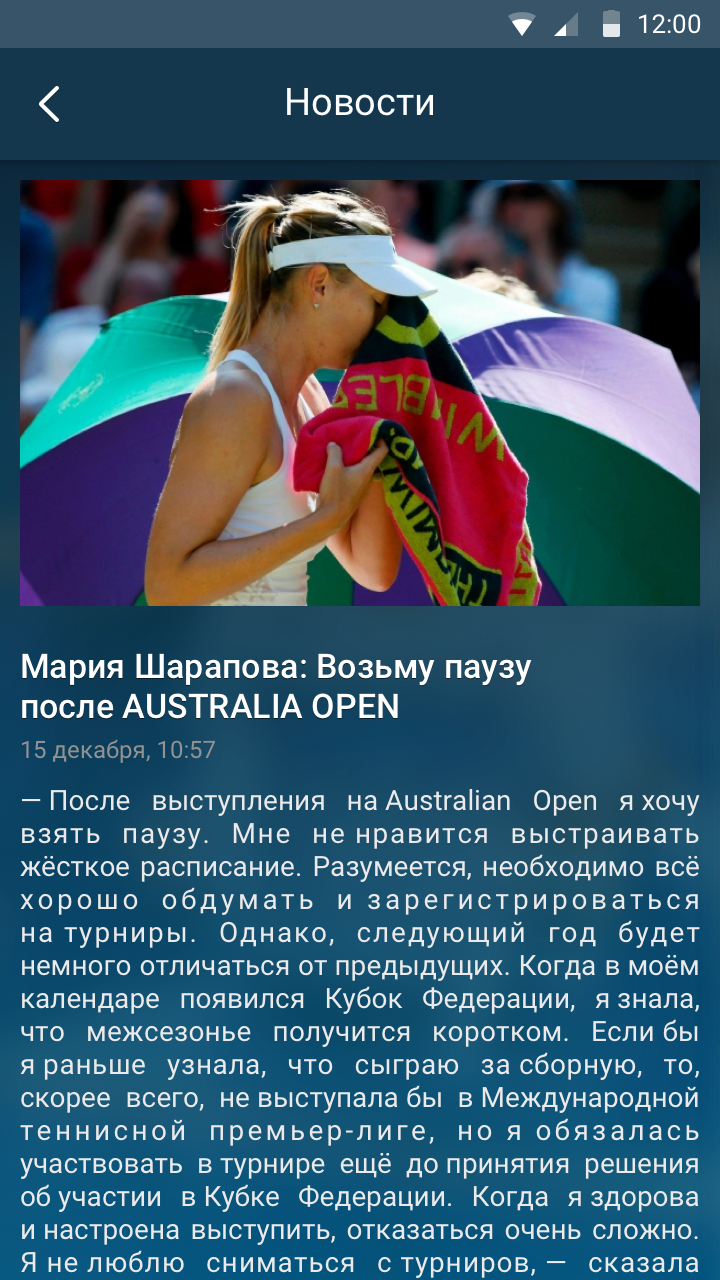 12:00
Новости
WIMBLED
Мария Шарапова: Возьму паузу
после AUSTRALIA OPEN
15 декабря, 10:57
— После выступления на Australian Open я хочу
взять паузу. Мне не нравится выстраивать
жёсткое расписание. Разумеется, необходимо всё
хорошо обдумать и зарегистрироваться
на турниры. Однако, следующий год будет
немного отличаться от предыдущих. Когда в моём
календаре появился Кубок Федерации, я знала,
что межсезонье получится коротком. Если бы
я раньше узнала, что сыграю за сборную, то,
скорее всего, не выступала бы в Международной
теннисной премьер-лиге, но я обязалась
участвовать в турнире ещё до принятия решения
об участии в Кубке Федерации. Когда я здорова
и настроена выступить, отказаться очень сложно.
Я не люблю сниматься с турниров, — сказала